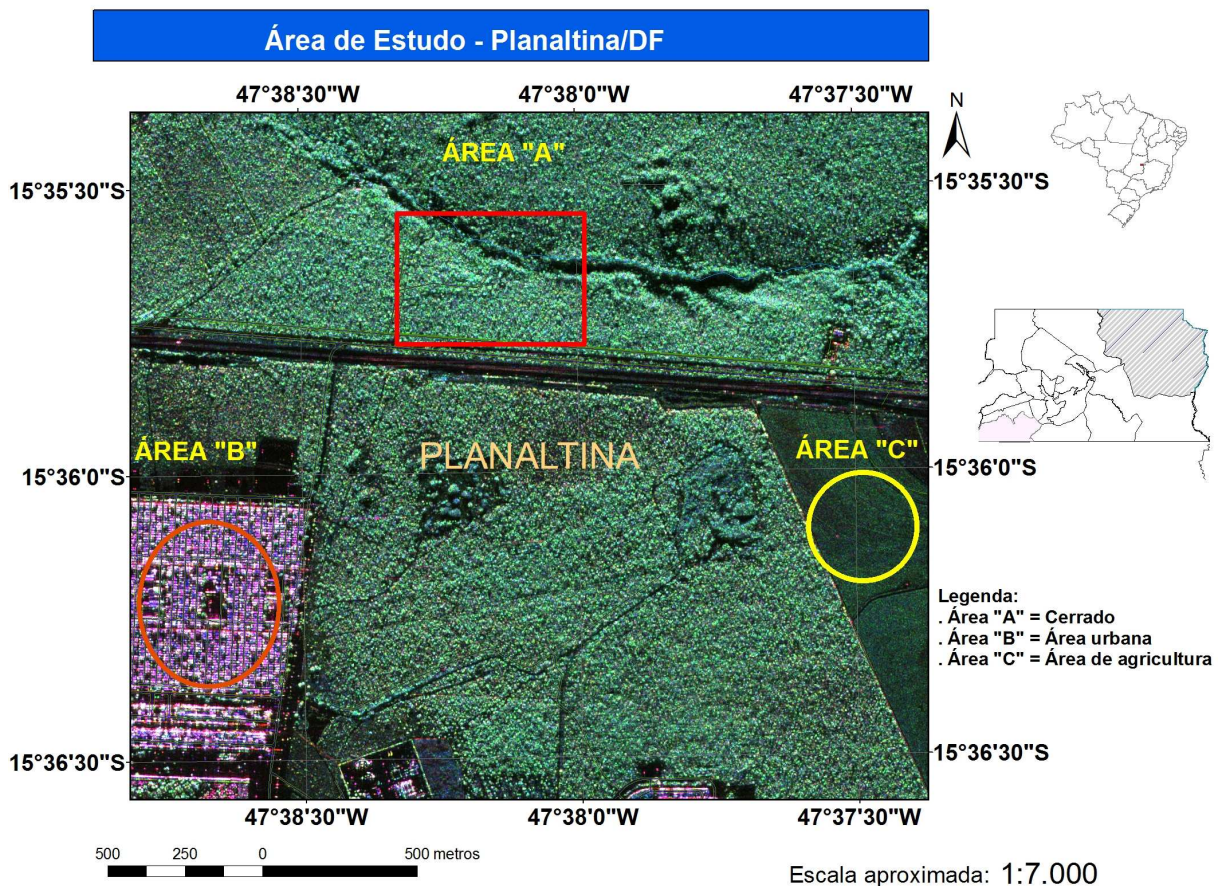 Área de Estudo - Planaltina/DF
47°38'30"W
47°38'0"W
47°37'30"W
N
ÁREA "A"
15°35'30"S
15°35'30"S
ÁREA "B"
PLANALTINA
ÁREA "C"
15°36'0"S
15°36'0"S
Legenda:
. Área "A" = Cerrado
. Área "B" = Área urbana
. Área "C" = Área de agricultura
15°36'30"S
15°36'30"S
47°38'30"W
47°38'0"W
47°37'30"W
500 250 0 500 metros
Escala aproximada: 1:7.000